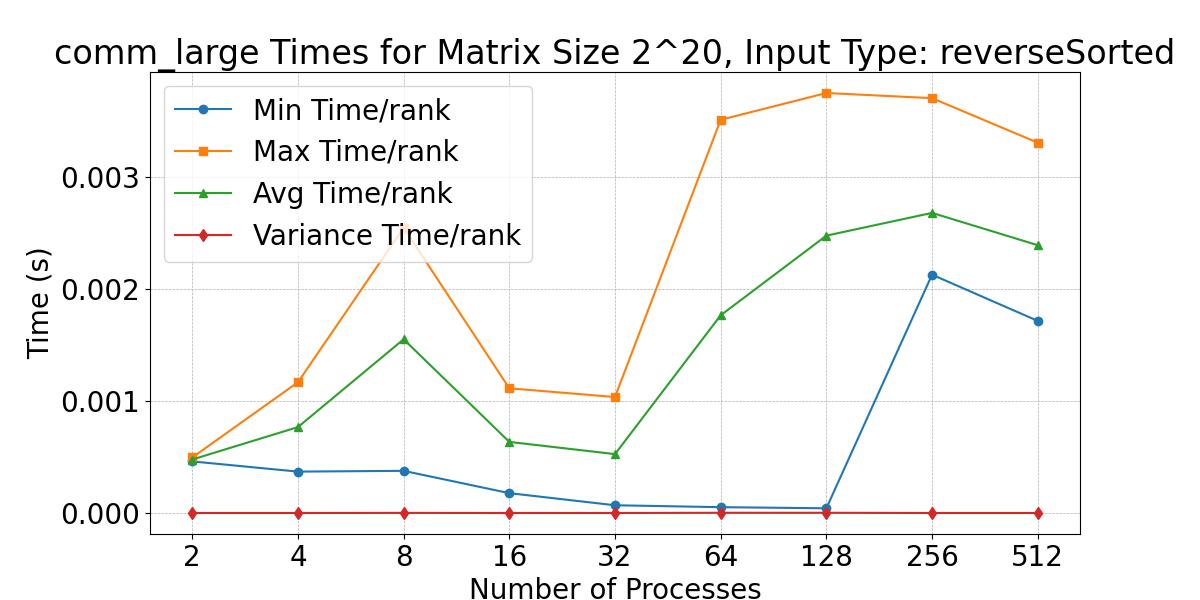 comm_large Times for Matrix Size 2^20, Input Type: reverseSorted
Min Time/rank
Max Time/rank
Avg Time/rank
Variance Time/rank
Time (s)
0.003
0.002
0.001
0.000
2 4 8 16 32 64 128 256 512
Number of Processes